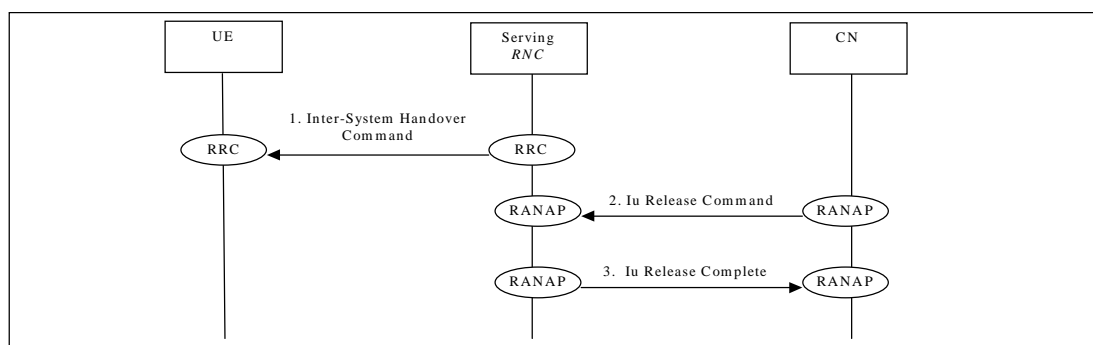 UE
Serving
RNC
CN
1. Inter-System Handover
Command
RRC
RRC
2. Iu Release Command
RANAP
RANAP
3. Iu Release Complete
RANAP
RANAP